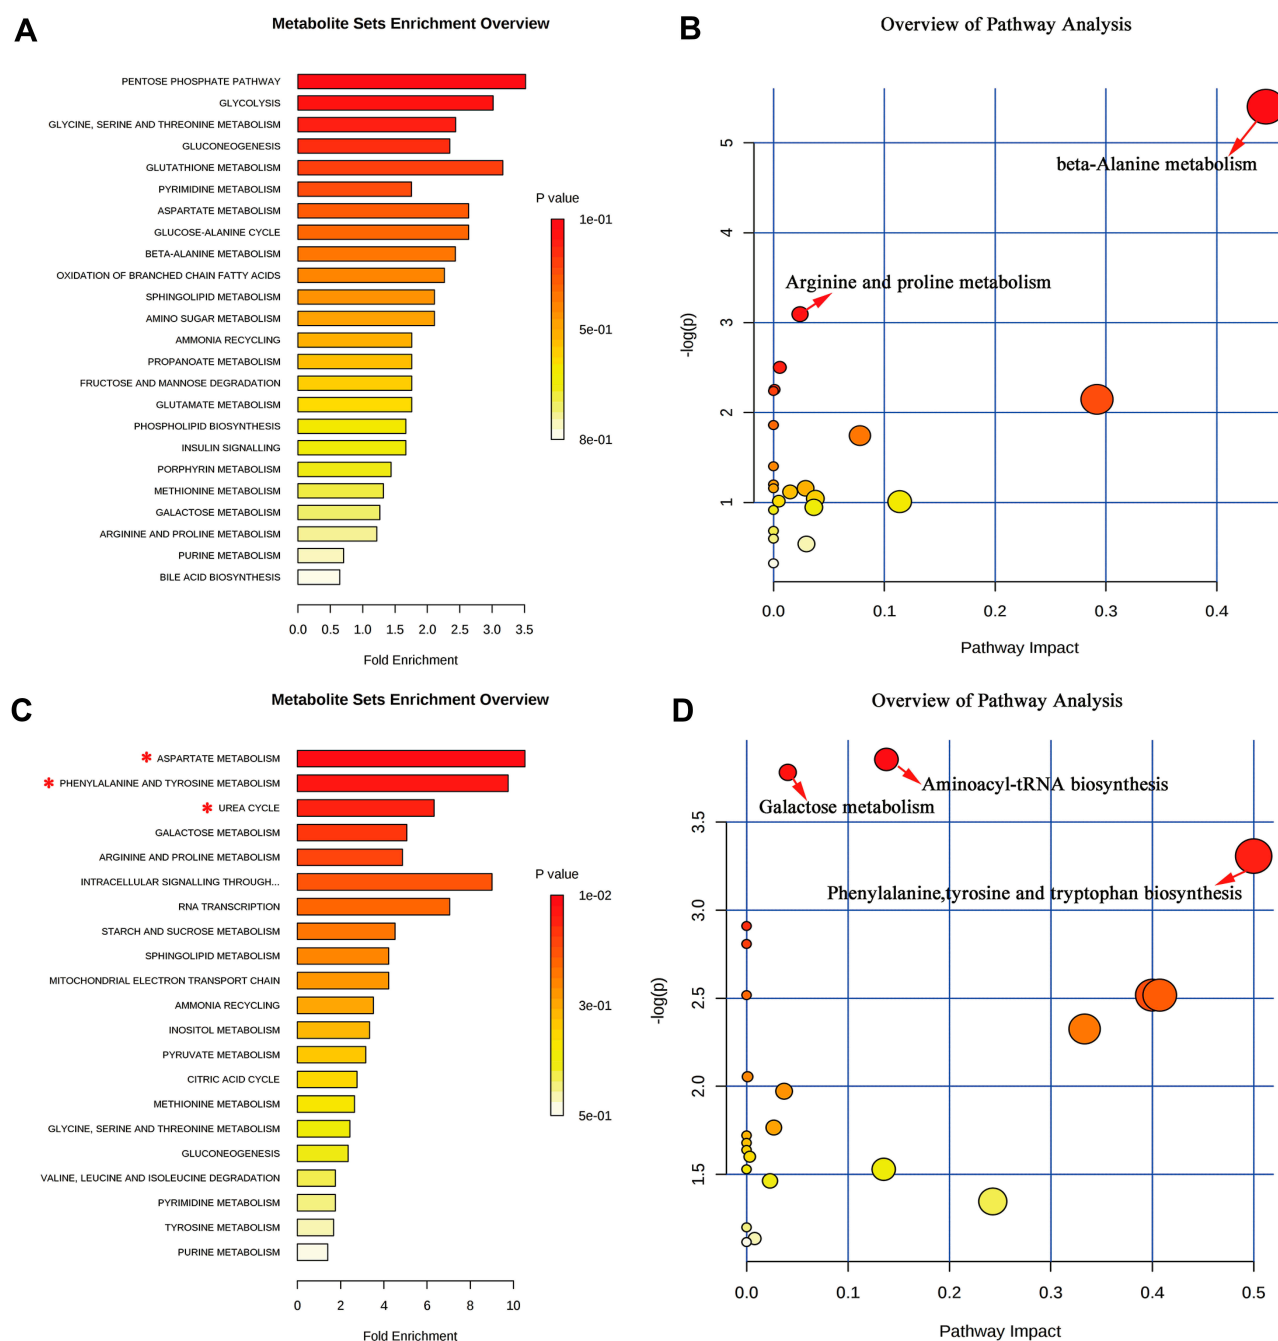 A
Metabolite Sets Enrichment Overview
PENTOSE PHOSPHATE PATHWAY
GLYCOLYSIS
GLYCINE, SERINE AND THREONINE METABOLISM
GLUCONEOGENESIS
GLUTATHIONE METABOLISM
PYRIMIDINE METABOLISM
ASPARTATE METABOLISM
GLUCOSE-ALANINE CYCLE
BETA-ALANINE METABOLISM
OXIDATION OF BRANCHED CHAIN FATTY ACIDS
SPHINGOLIPID METABOLISM
AMINO SUGAR METABOLISM
AMMONIA RECYCLING
PROPANOATE METABOLISM
FRUCTOSE AND MANNOSE DEGRADATION
GLUTAMATE METABOLISM
PHOSPHOLIPID BIOSYNTHESIS
INSULIN SIGNALLING
PORPHYRIN METABOLISM
METHIONINE METABOLISM
GALACTOSE METABOLISM
ARGININE AND PROLINE METABOLISM
PURINE METABOLISM
BILE ACID BIOSYNTHESIS
0.0 0.5 1.0 1.5 2.0 2.5 3.0 3.5
Fold Enrichment
P value
1e-01
5e-01
8e-01
B
Overview of Pathway Analysis
beta-Alanine metabolism
Arginine and proline metabolism
-log(p)
5
4
3
2
1
0.0 0.1 0.2 0.3 0.4
Pathway Impact
C
Metabolite Sets Enrichment Overview
* ASPARTATE METABOLISM
* PHENYLALANINE AND TYROSINE METABOLISM
* UREA CYCLE
GALACTOSE METABOLISM
ARGININE AND PROLINE METABOLISM
INTRACELLULAR SIGNALLING THROUGH...
RNA TRANSCRIPTION
STARCH AND SUCROSE METABOLISM
SPHINGOLIPID METABOLISM
MITOCHONDRIAL ELECTRON TRANSPORT CHAIN
AMMONIA RECYCLING
INOSITOL METABOLISM
PYRUVATE METABOLISM
CITRIC ACID CYCLE
METHIONINE METABOLISM
GLYCINE, SERINE AND THREONINE METABOLISM
GLUCONEOGENESIS
VALINE, LEUCINE AND ISOLEUCINE DEGRADATION
PYRIMIDINE METABOLISM
TYROSINE METABOLISM
PURINE METABOLISM
0 2 4 6 8 10
Fold Enrichment
P value
1e-02
3e-01
5e-01
D
Overview of Pathway Analysis
Aminoacyl-tRNA biosynthesis
Galactose metabolism
Phenylalanine,tyrosine and tryptophan biosynthesis
-log(p)
3.5
3.0
2.5
2.0
1.5
0.0 0.1 0.2 0.3 0.4 0.5
Pathway Impact